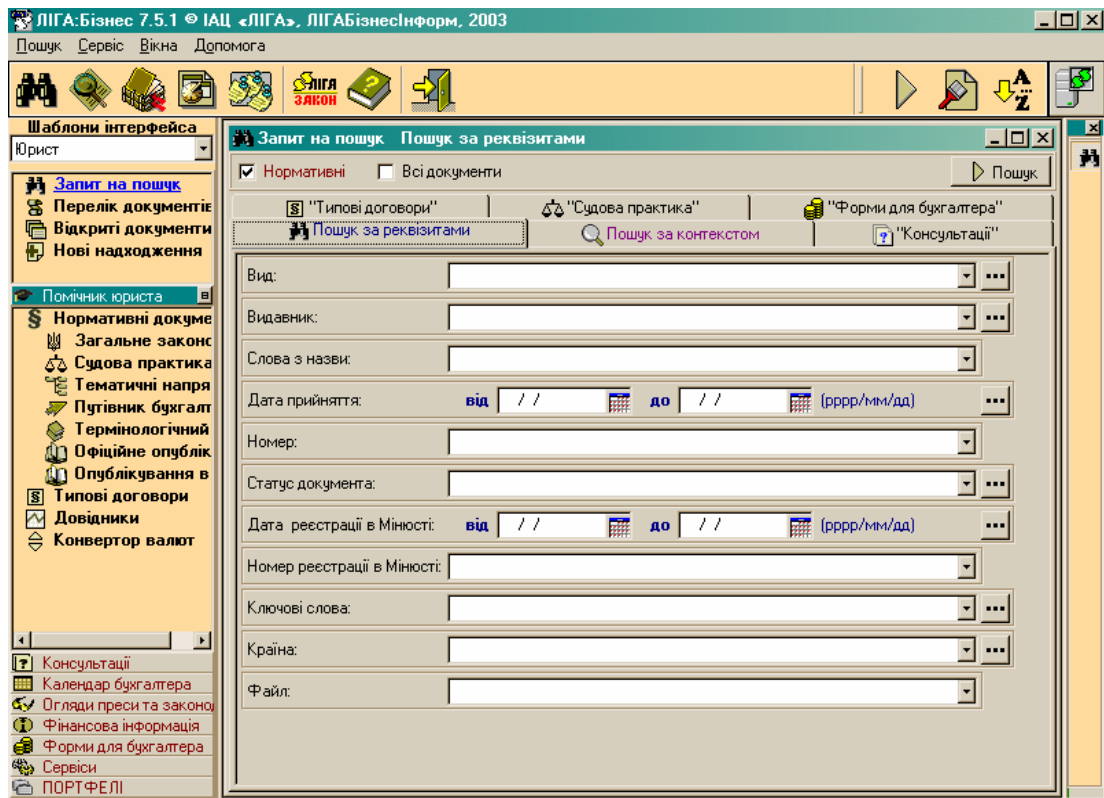 ЛІГА:Бізнес 7.5.1 © ІАЦ «ЛІГА», ЛІГАБізнесІнформ, 2003
Пошук Сервіс Вікна Допомога
ЛІГА
ЗАКОН
A
Z
Шаблони інтерфейса
Юрист
Запит на пошук
Перелік документів
Відкриті документи
Нові надходження
Помічник юриста
§ Нормативні докуме
Загальне законс
Судова практика
Тематичні напря
Путівник бухгалт
Термінологічний
Офіційне опублік
Опублікування в
§ Типові договори
Довідники
Конвертор валют
? Консультації
Календар бухгалтера
Огляди преси та законод
Фінансова інформація
Форми для бухгалтера
Сервіси
ПОРТФЕЛІ
Запит на пошук Пошук за реквізитами
Нормативні Всі документи Пошук
§ "Типові договори" "Судова практика" "Форми для бухгалтера"
Пошук за реквізитами Пошук за контекстом ? "Консультації"
Вид: ...
Видавник: ...
Слова з назви:
Дата прийняття: від / / до / / (рррр/мм/дд) ...
Номер:
Статус документа: ...
Дата реєстрації в Мінюсті: від / / до / / (рррр/мм/дд) ...
Номер реєстрації в Мінюсті:
Ключові слова: ...
Країна: ...
Файл: